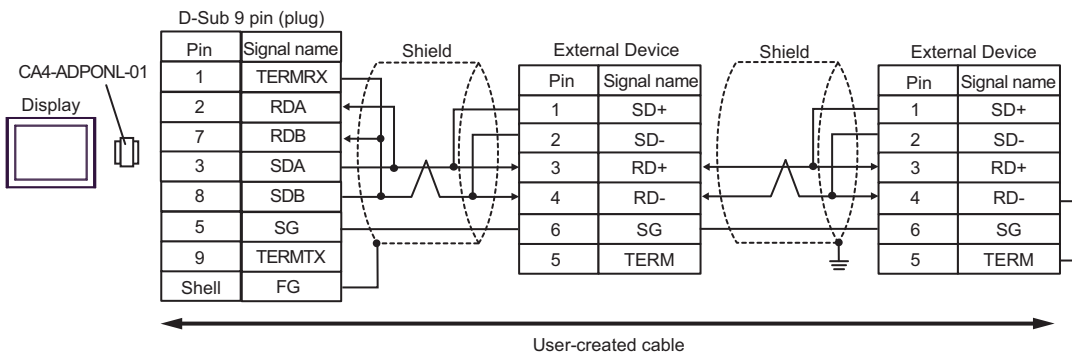 D-Sub 9 pin (plug)
Pin Signal name
1 TERMRX
2 RDA
7 RDB
3 SDA
8 SDB
5 SG
9 TERMTX
Shell FG
CA4-ADPONL-01
Display
Shield
External Device
Pin Signal name
1 SD+
2 SD-
3 RD+
4 RD-
6 SG
5 TERM
Shield
External Device
Pin Signal name
1 SD+
2 SD-
3 RD+
4 RD-
6 SG
5 TERM
User-created cable